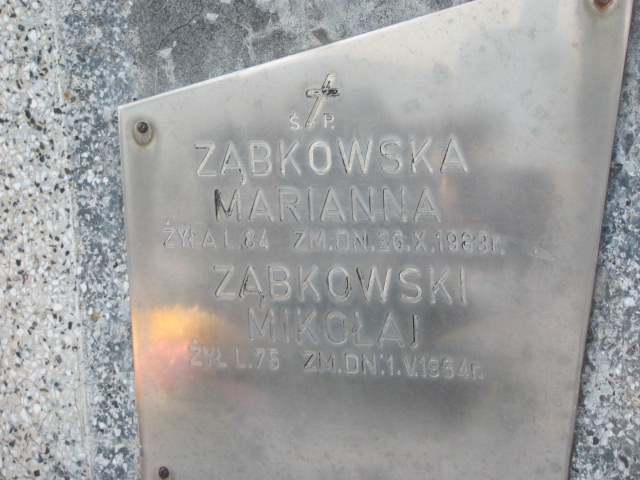 Ś. P.
ZĄBKOWSKA
MARIANNA
ŻYŁA L.84 ZM.DN.26.X.1983r.
ZĄBKOWSKI
MIKOŁAJ
ŻYŁ L.75 ZM.DN.1.V.1964r.